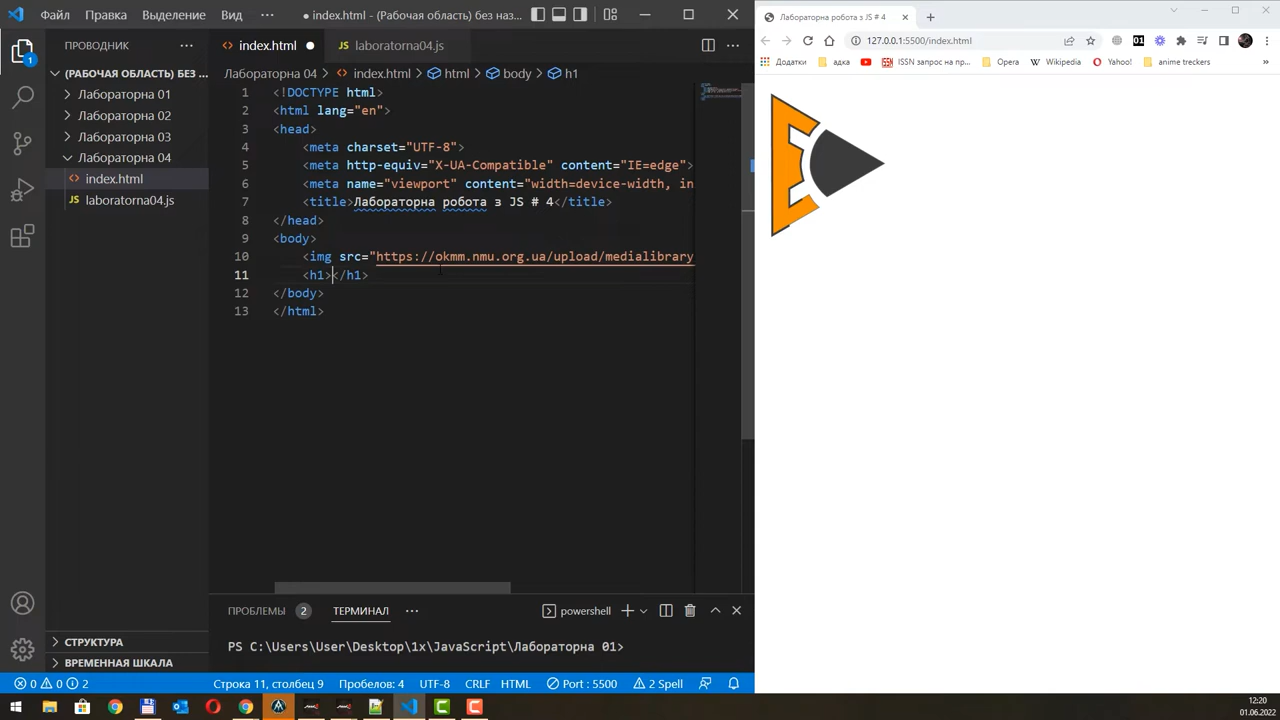 Файл Правка Выделение Вид ··· • index.html - (Рабочая область) без наз...
ПРОВОДНИК ···
(РАБОЧАЯ ОБЛАСТЬ) БЕЗ ...
Лабораторна 01
Лабораторна 02
Лабораторна 03
Лабораторна 04
index.html
laboratorna04.js
СТРУКТУРА
ВРЕМЕННАЯ ШКАЛА
1
index.html
laboratorna04.js
Лабораторна 04 > index.html > html > body > h1
1 <!DOCTYPE html>
2 <html lang="en">
3 <head>
4 <meta charset="UTF-8">
5 <meta http-equiv="X-UA-Compatible" content="IE=edge">
6 <meta name="viewport" content="width=device-width, in
7 <title>Лабораторна робота з JS # 4</title>
8 </head>
9 <body>
10 <img src="https://okmm.nmu.org.ua/upload/medialibrary
11 <h1></h1>
12 </body>
13 </html>
ПРОБЛЕМЫ 2 ТЕРМИНАЛ ··· powershell
PS C:\Users\User\Desktop\1x\JavaScript\Лабораторна 01>
0 0 2 Строка 11, столбец 9 Пробелов: 4 UTF-8 CRLF HTML Port : 5500 2 Spell
Лабораторна робота з JS # 4
127.0.0.1:5500/index.html
01
Додатки адка ISSN запрос на пр... Opera Wikipedia Yahoo! anime treckers »
12:20
01.06.2022